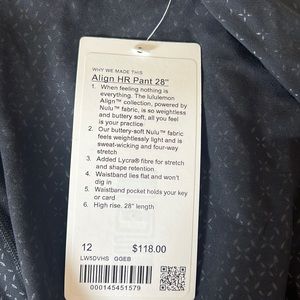 WHY WE MADE THIS
Align HR Pant 28"
1. When feeling nothing is
everything. The lululemon
Align™ collection, powered by
Nulu™ fabric, is so weightless
and buttery soft, all you feel
is your practice
2. Our buttery-soft Nulu™ fabric
feels weightlessly light and is
sweat-wicking and four-way
stretch
3. Added Lycra® fibre for stretch
and shape retention
4. Waistband lies flat and won't
dig in
5. Waistband pocket holds your key
or card
6. High rise, 28" length
12 $118.00
LW5DVHS GGEB
000145451579